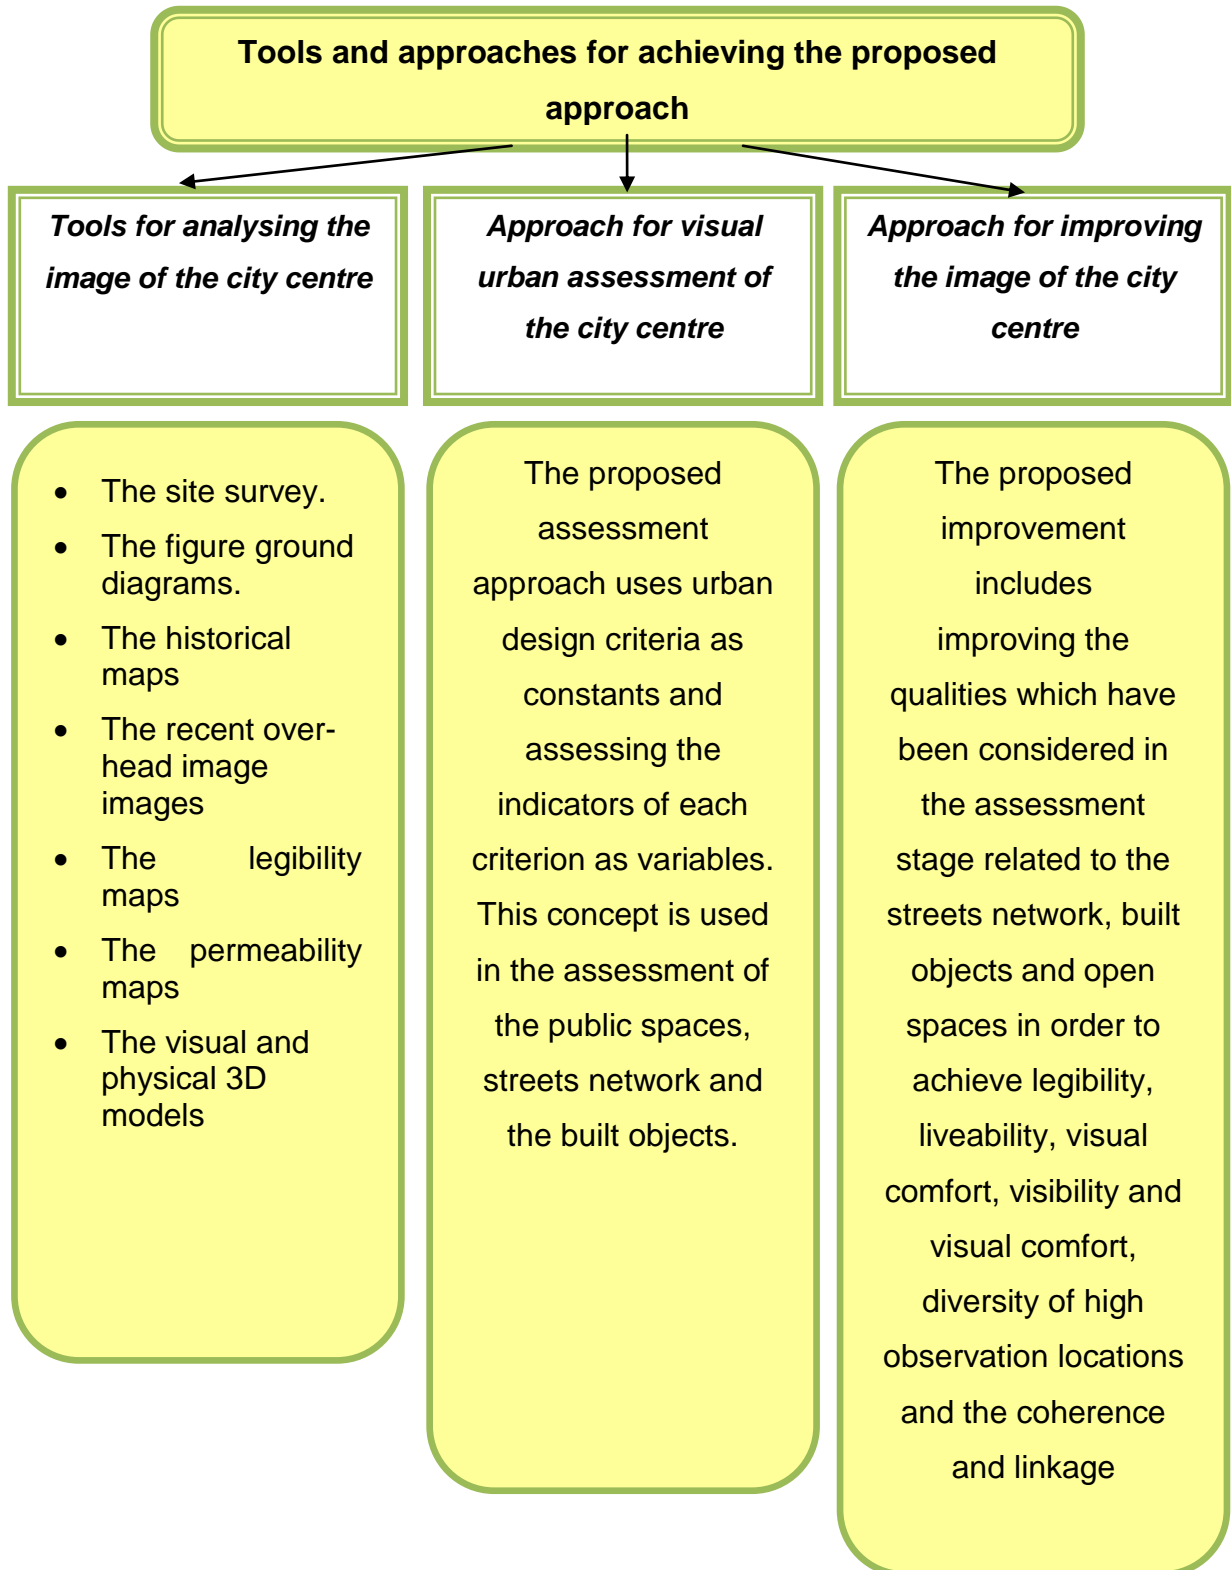 Tools and approaches for achieving the proposed
approach
Tools for analysing the
image of the city centre
Approach for visual
urban assessment of
the city centre
Approach for improving
the image of the city
centre
• The site survey.
• The figure ground
diagrams.
• The historical
maps
• The recent over-
head image
images
• The legibility
maps
• The permeability
maps
• The visual and
physical 3D
models
The proposed
assessment
approach uses urban
design criteria as
constants and
assessing the
indicators of each
criterion as variables.
This concept is used
in the assessment of
the public spaces,
streets network and
the built objects.
The proposed
improvement
includes
improving the
qualities which have
been considered in
the assessment
stage related to the
streets network, built
objects and open
spaces in order to
achieve legibility,
liveability, visual
comfort, visibility and
visual comfort,
diversity of high
observation locations
and the coherence
and linkage